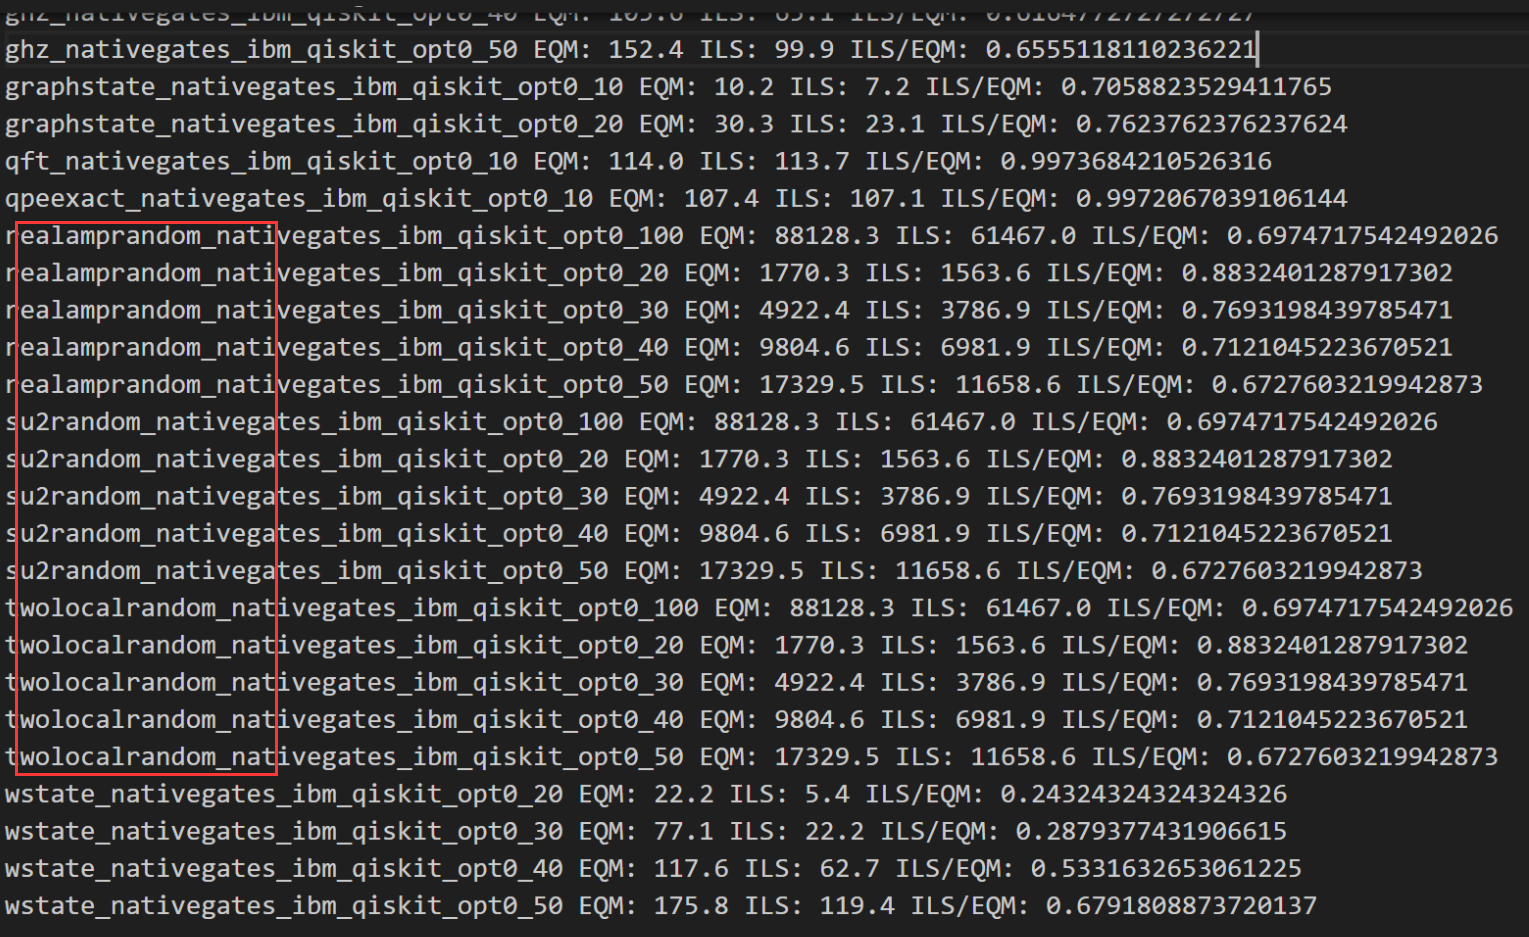 ghz_nativegates_ibm_qiskit_opt0_40 EQM: 105.6 ILS: 65.1 ILS/EQM: 0.6164772727272727
ghz_nativegates_ibm_qiskit_opt0_50 EQM: 152.4 ILS: 99.9 ILS/EQM: 0.6555118110236221
graphstate_nativegates_ibm_qiskit_opt0_10 EQM: 10.2 ILS: 7.2 ILS/EQM: 0.7058823529411765
graphstate_nativegates_ibm_qiskit_opt0_20 EQM: 30.3 ILS: 23.1 ILS/EQM: 0.7623762376237624
qft_nativegates_ibm_qiskit_opt0_10 EQM: 114.0 ILS: 113.7 ILS/EQM: 0.9973684210526316
qpeexact_nativegates_ibm_qiskit_opt0_10 EQM: 107.4 ILS: 107.1 ILS/EQM: 0.9972067039106144
realamprandom_nativegates_ibm_qiskit_opt0_100 EQM: 88128.3 ILS: 61467.0 ILS/EQM: 0.6974717542492026
realamprandom_nativegates_ibm_qiskit_opt0_20 EQM: 1770.3 ILS: 1563.6 ILS/EQM: 0.8832401287917302
realamprandom_nativegates_ibm_qiskit_opt0_30 EQM: 4922.4 ILS: 3786.9 ILS/EQM: 0.7693198439785471
realamprandom_nativegates_ibm_qiskit_opt0_40 EQM: 9804.6 ILS: 6981.9 ILS/EQM: 0.7121045223670521
realamprandom_nativegates_ibm_qiskit_opt0_50 EQM: 17329.5 ILS: 11658.6 ILS/EQM: 0.6727603219942873
su2random_nativegates_ibm_qiskit_opt0_100 EQM: 88128.3 ILS: 61467.0 ILS/EQM: 0.6974717542492026
su2random_nativegates_ibm_qiskit_opt0_20 EQM: 1770.3 ILS: 1563.6 ILS/EQM: 0.8832401287917302
su2random_nativegates_ibm_qiskit_opt0_30 EQM: 4922.4 ILS: 3786.9 ILS/EQM: 0.7693198439785471
su2random_nativegates_ibm_qiskit_opt0_40 EQM: 9804.6 ILS: 6981.9 ILS/EQM: 0.7121045223670521
su2random_nativegates_ibm_qiskit_opt0_50 EQM: 17329.5 ILS: 11658.6 ILS/EQM: 0.6727603219942873
twolocalrandom_nativegates_ibm_qiskit_opt0_100 EQM: 88128.3 ILS: 61467.0 ILS/EQM: 0.6974717542492026
twolocalrandom_nativegates_ibm_qiskit_opt0_20 EQM: 1770.3 ILS: 1563.6 ILS/EQM: 0.8832401287917302
twolocalrandom_nativegates_ibm_qiskit_opt0_30 EQM: 4922.4 ILS: 3786.9 ILS/EQM: 0.7693198439785471
twolocalrandom_nativegates_ibm_qiskit_opt0_40 EQM: 9804.6 ILS: 6981.9 ILS/EQM: 0.7121045223670521
twolocalrandom_nativegates_ibm_qiskit_opt0_50 EQM: 17329.5 ILS: 11658.6 ILS/EQM: 0.6727603219942873
wstate_nativegates_ibm_qiskit_opt0_20 EQM: 22.2 ILS: 5.4 ILS/EQM: 0.24324324324324326
wstate_nativegates_ibm_qiskit_opt0_30 EQM: 77.1 ILS: 22.2 ILS/EQM: 0.2879377431906615
wstate_nativegates_ibm_qiskit_opt0_40 EQM: 117.6 ILS: 62.7 ILS/EQM: 0.5331632653061225
wstate_nativegates_ibm_qiskit_opt0_50 EQM: 175.8 ILS: 119.4 ILS/EQM: 0.6791808873720137